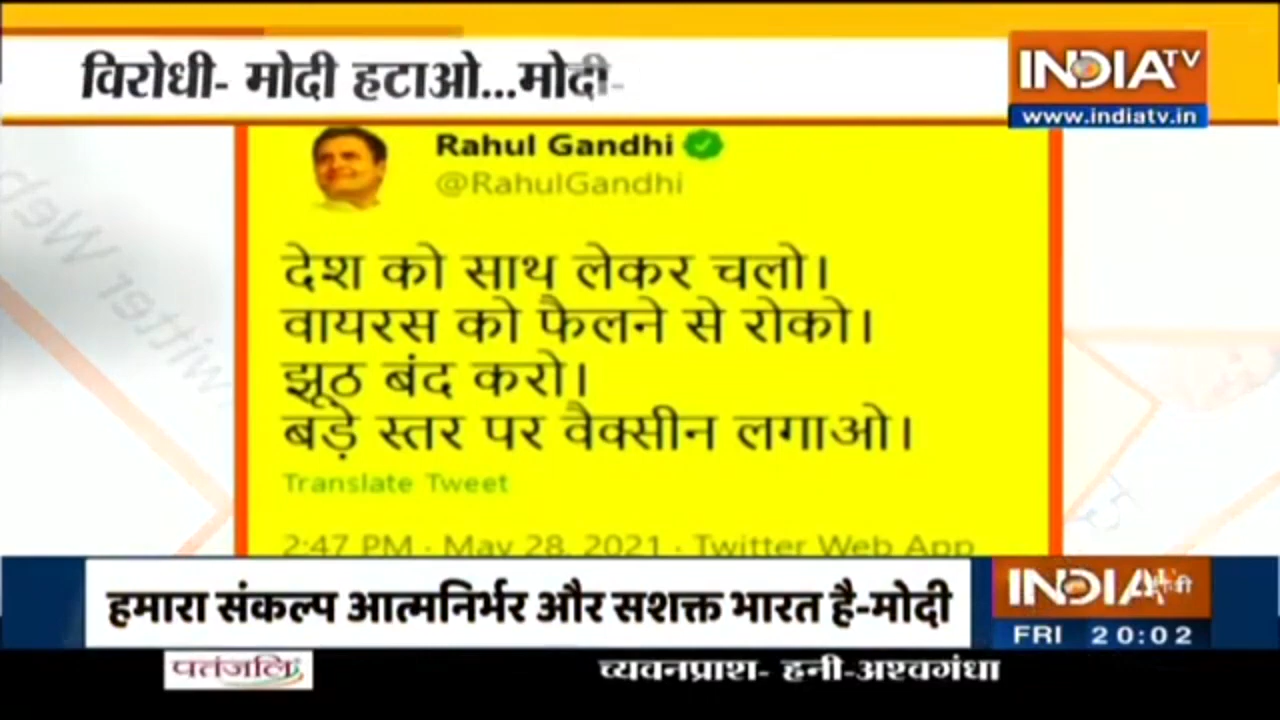 विरोधी- मोदी हटाओ...मोदी-
INDIA TV
www.indiatv.in
Rahul Gandhi
@RahulGandhi
देश को साथ लेकर चलो।
वायरस को फैलने से रोको।
झूठ बंद करो।
बड़े स्तर पर वैक्सीन लगाओ।
Translate Tweet
2:47 PM · May 28, 2021 · Twitter Web App
हमारा संकल्प आत्मनिर्भर और सशक्त भारत है-मोदी
INDIA
FRI 20:02
पतंजलि
च्यवनप्राश- हनी-अश्वगंधा